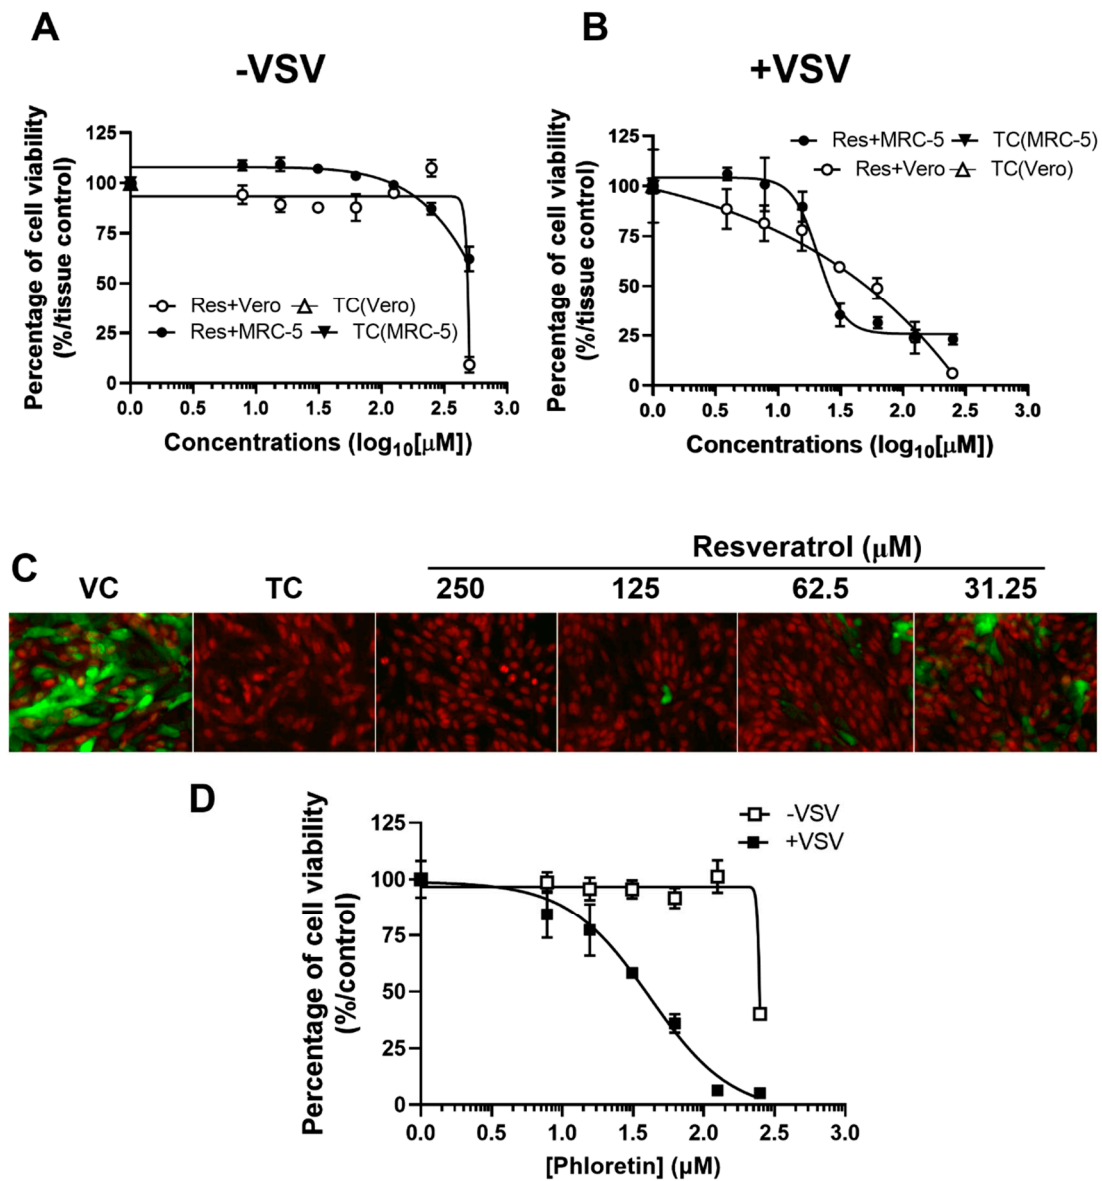 A
-VSV
Percentage of cell viability
(%/tissue control)
125
100
75
50
25
0
Res+Vero TC(Vero)
Res+MRC-5 TC(MRC-5)
0.0 0.5 1.0 1.5 2.0 2.5 3.0
Concentrations (log10[μM])
B
+VSV
Percentage of cell viability
(%/tissue control)
125
100
75
50
25
0
Res+MRC-5 TC(MRC-5)
Res+Vero TC(Vero)
0.0 0.5 1.0 1.5 2.0 2.5 3.0
Concentrations (log10[μM])
C
Resveratrol (μM)
VC TC 250 125 62.5 31.25
D
Percentage of cell viability
(%/control)
125
100
75
50
25
0
-VSV
+VSV
0.0 0.5 1.0 1.5 2.0 2.5 3.0
[Phloretin] (μM)